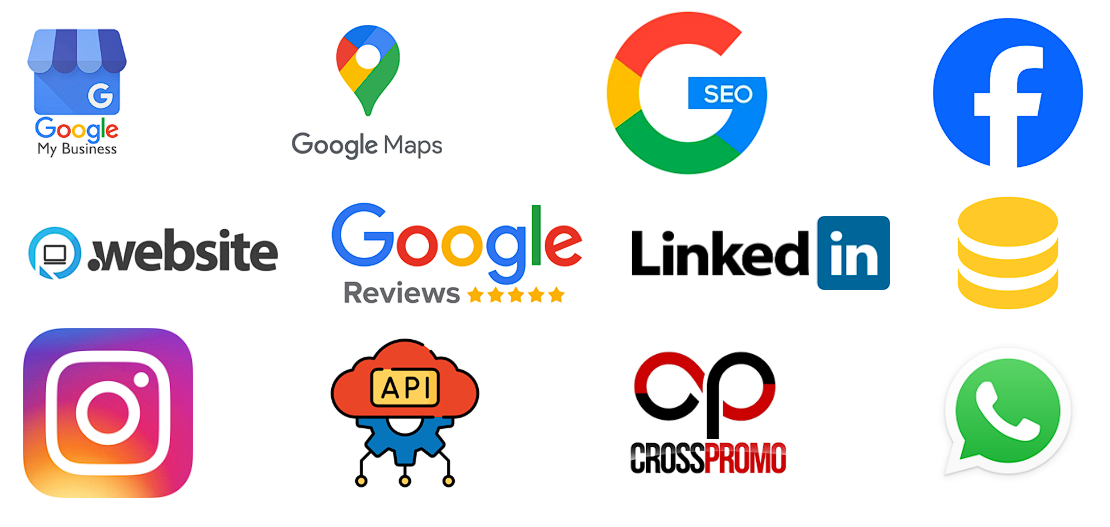 G
Google
My Business
Google Maps
SEO
f
.website
Google
Reviews
Linked in
API
CROSSPROMO